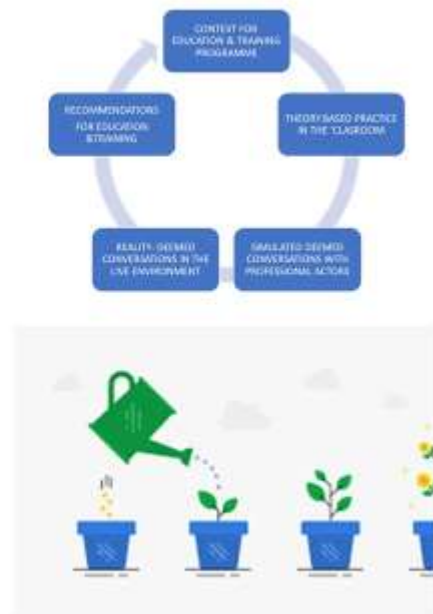 CONTEXT FOR
EDUCATION & TRAINING
PROGRAMME
THEORY BASED PRACTICE
IN THE 'CLASROOM
SIMULATED DEEMED
CONVERSATIONS WITH
PROFESSIONAL ACTORS
REALITY- DEEMED
CONVERSATIONS IN THE
LIVE ENVIRONMENT
RECOMMENDATIONS
FOR EDUCATION
&TRAINING